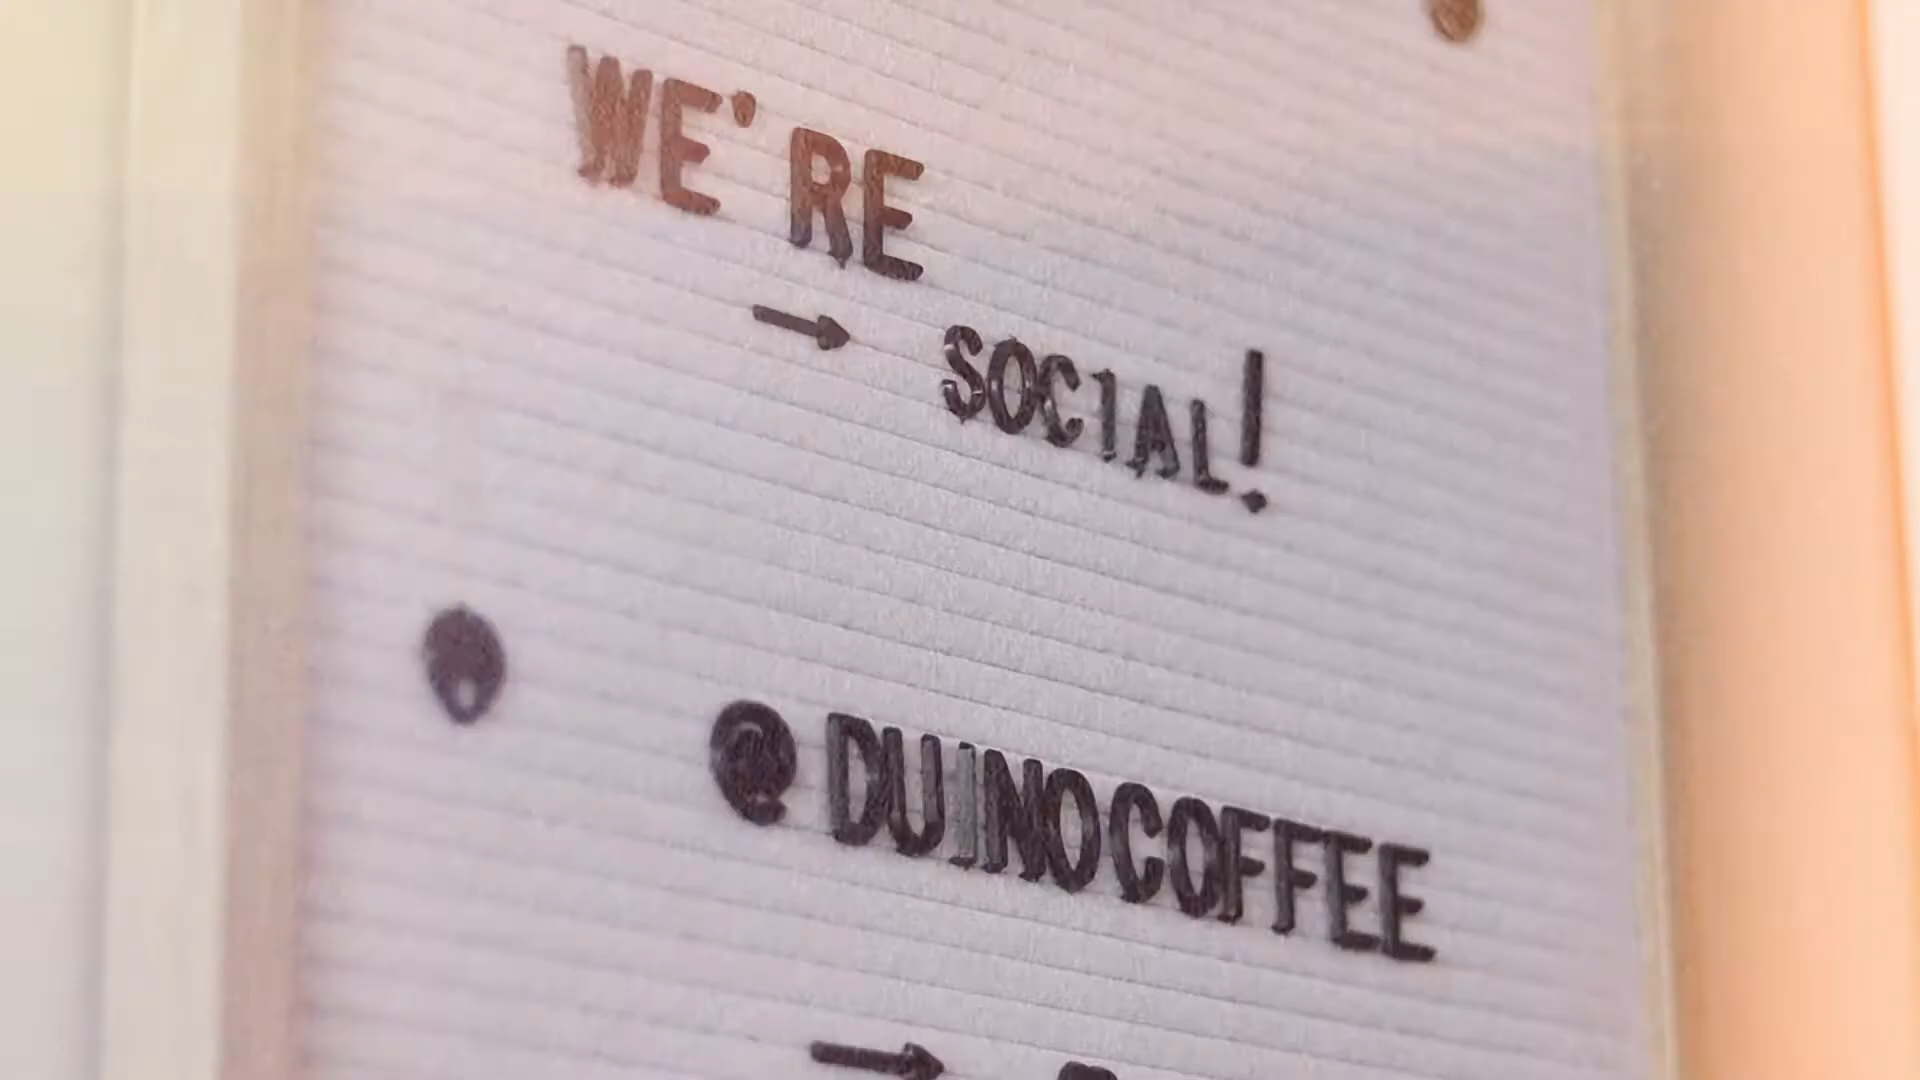 WE'RE
→ SOCIAL!
@DUINOCOFFEE
→